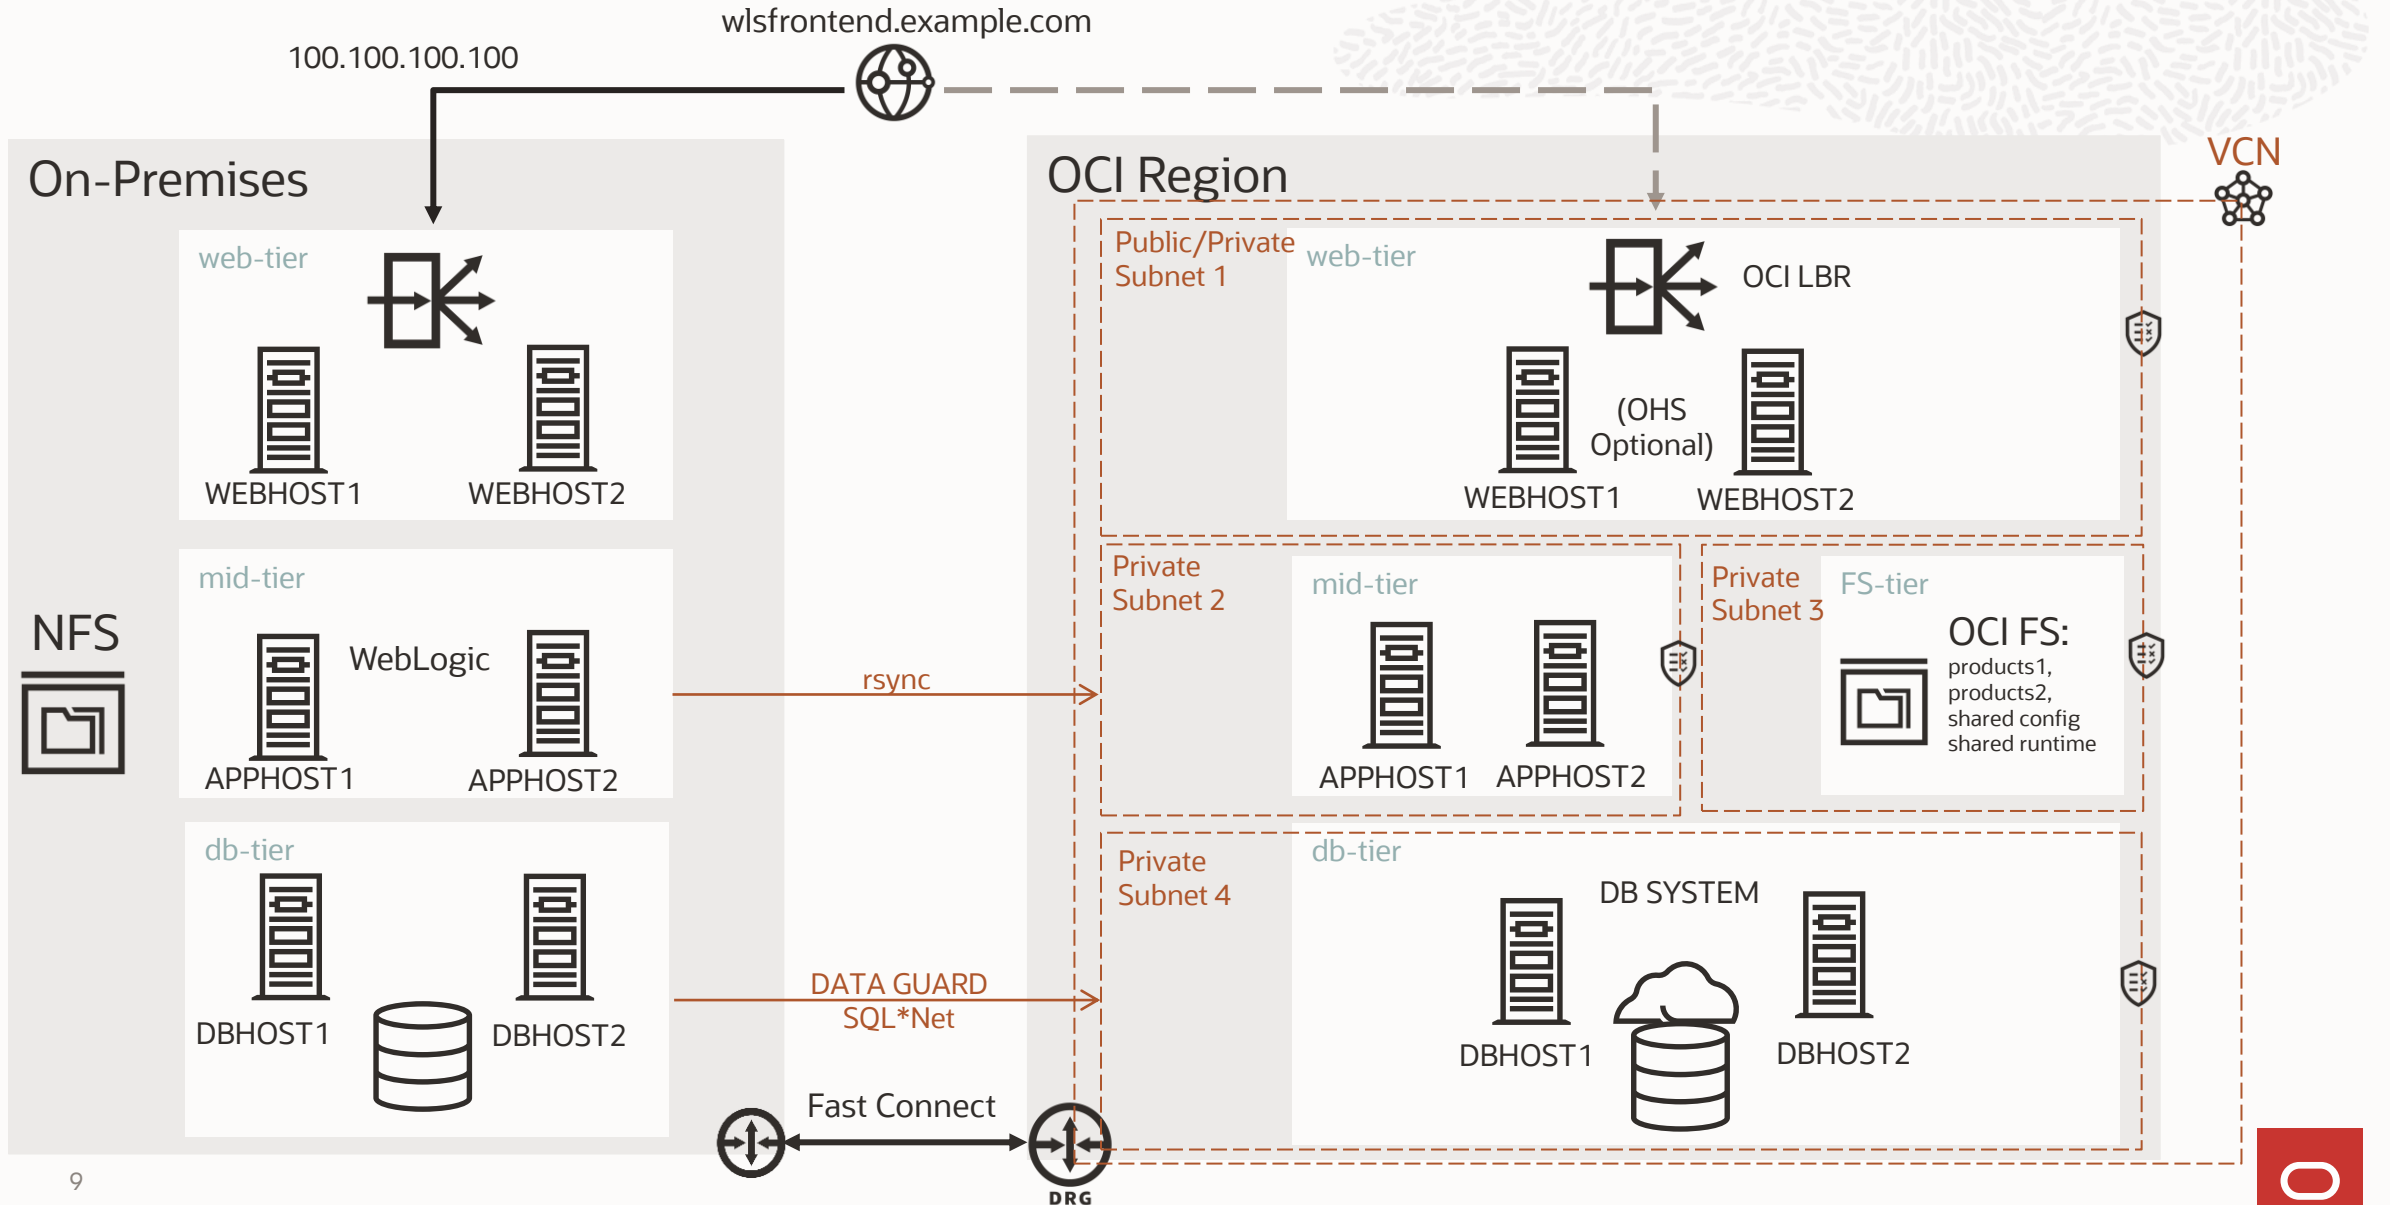 wlsfrontend.example.com
100.100.100.100
On-Premises
web-tier
WEBHOST1
WEBHOST2
mid-tier
NFS
WebLogic
APPHOST1
APPHOST2
db-tier
DBHOST1
DBHOST2
rsync
DATA GUARD
SQL*Net
Fast Connect
DRG
OCI Region
VCN
Public/Private
Subnet 1
web-tier
OCI LBR
(OHS
Optional)
WEBHOST1
WEBHOST2
Private
Subnet 2
mid-tier
APPHOST1
APPHOST2
Private
Subnet 3
FS-tier
OCI FS:
products1,
products2,
shared config
shared runtime
Private
Subnet 4
db-tier
DB SYSTEM
DBHOST1
DBHOST2
9